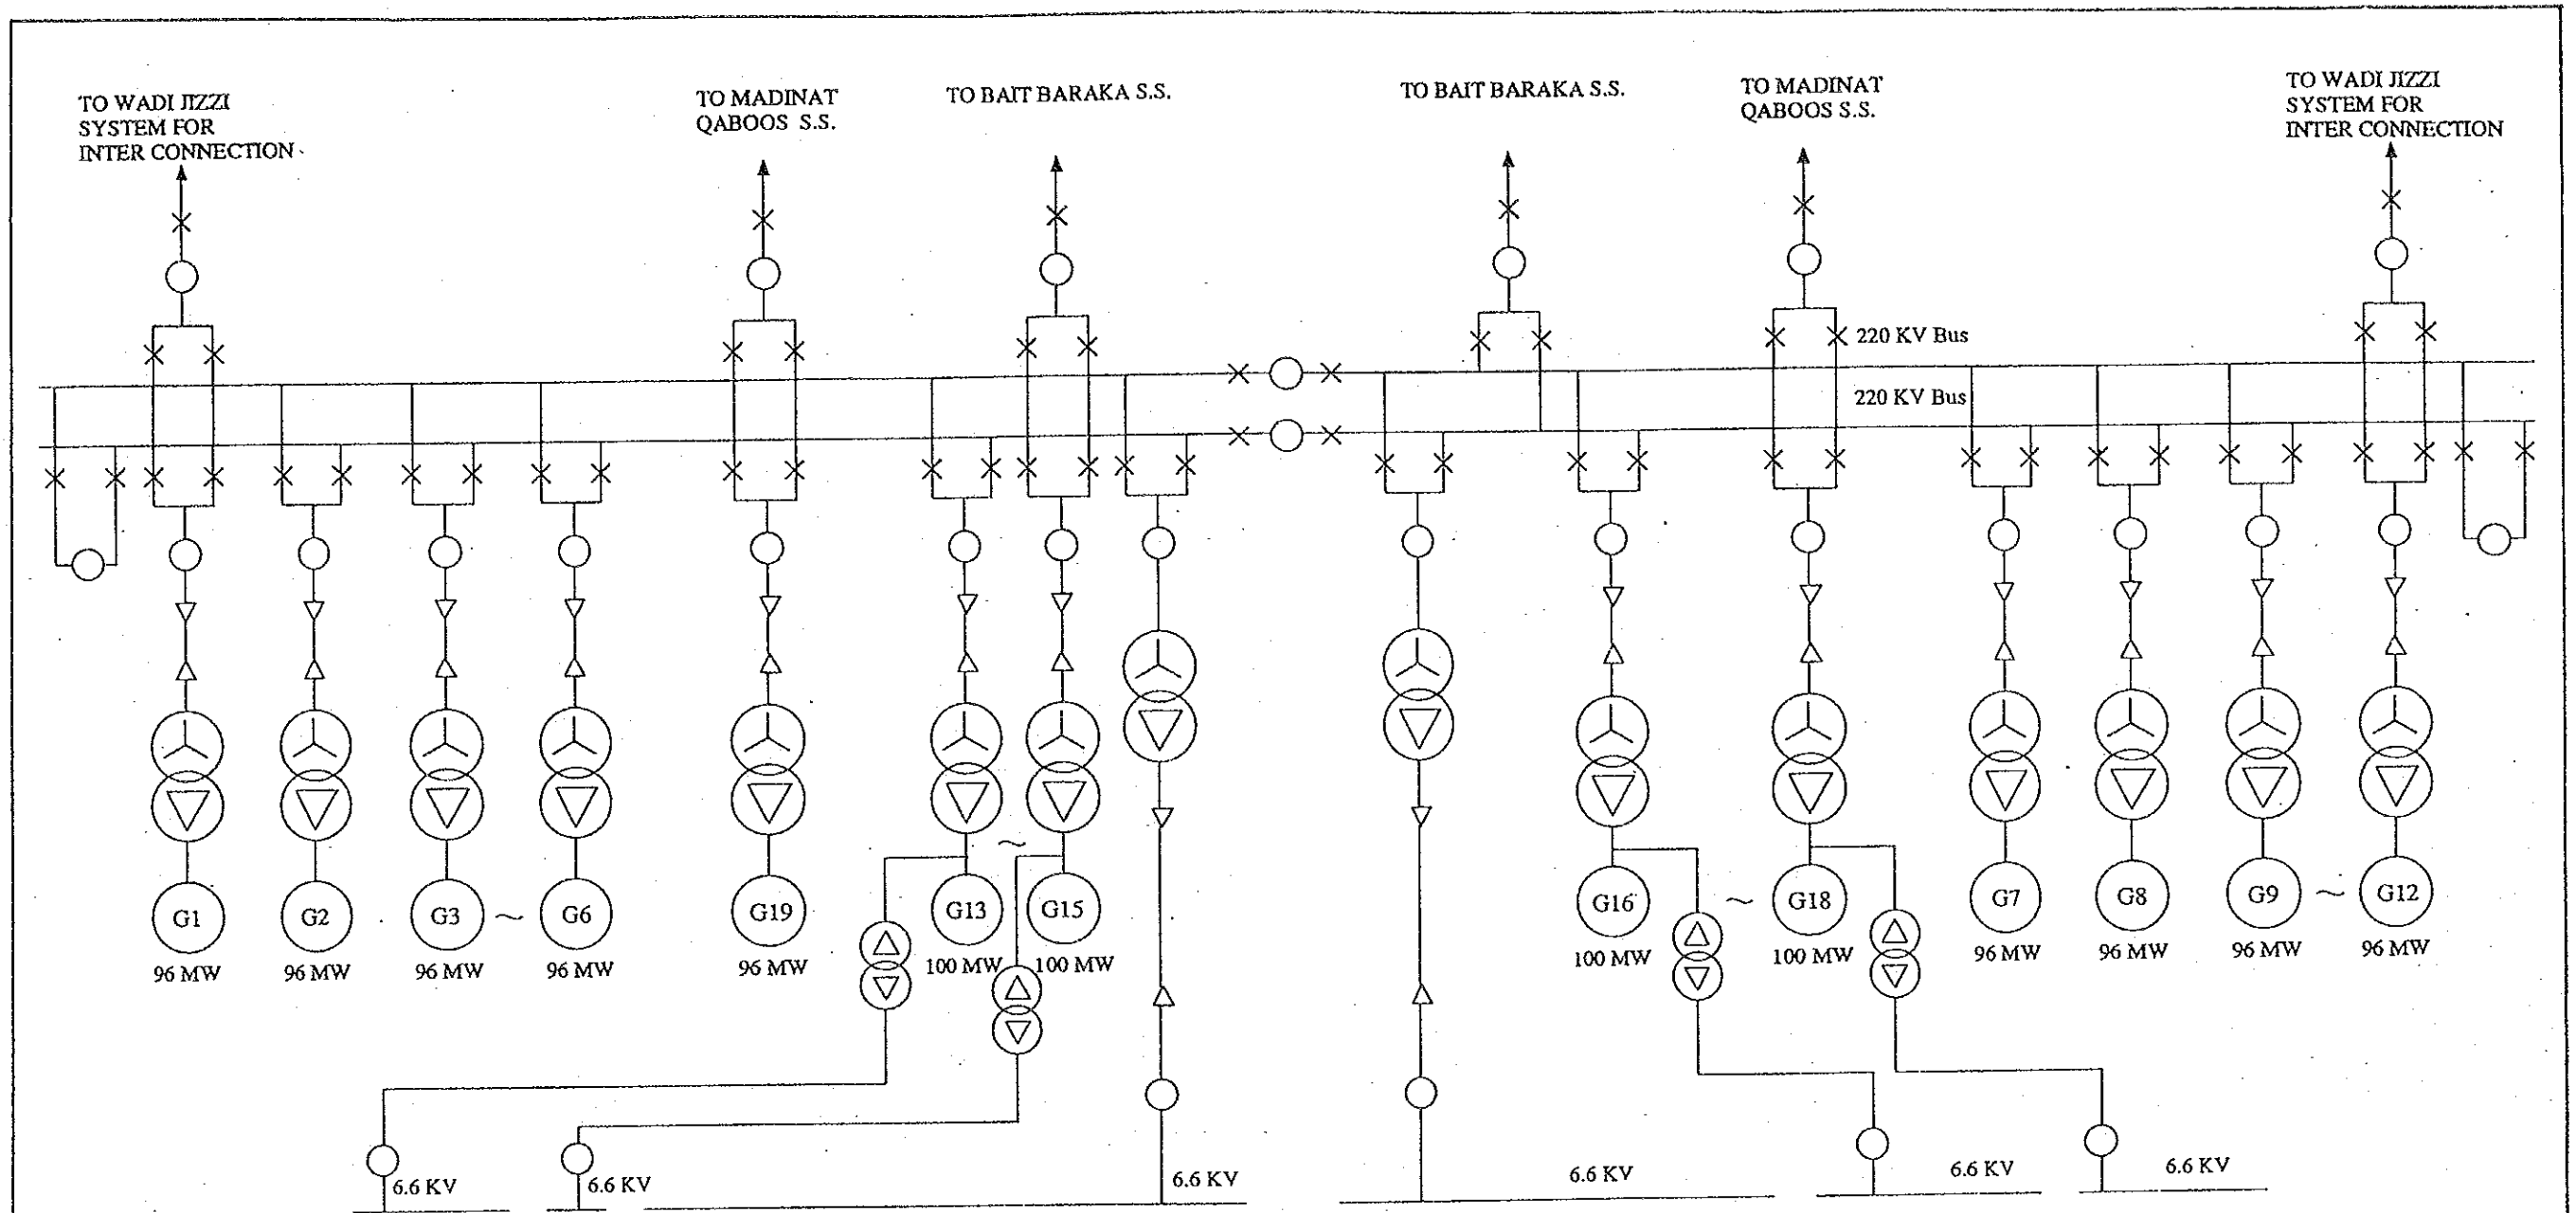 TO WADI JIZZI
SYSTEM FOR
INTER CONNECTION
TO MADINAT
QABOOS S.S.
TO BAIT BARAKA S.S.
TO BAIT BARAKA S.S.
TO MADINAT
QABOOS S.S.
TO WADI JIZZI
SYSTEM FOR
INTER CONNECTION
220 KV Bus
220 KV Bus
G1
G2
G3 ~ G6
G19
G13 ~ G15
G16 ~ G18
G7
G8
G9 ~ G12
96 MW
96 MW
96 MW
96 MW
96 MW
100 MW
100 MW
100 MW
100 MW
96 MW
96 MW
96 MW
96 MW
6.6 KV
6.6 KV
6.6 KV
6.6 KV
6.6 KV
6.6 KV